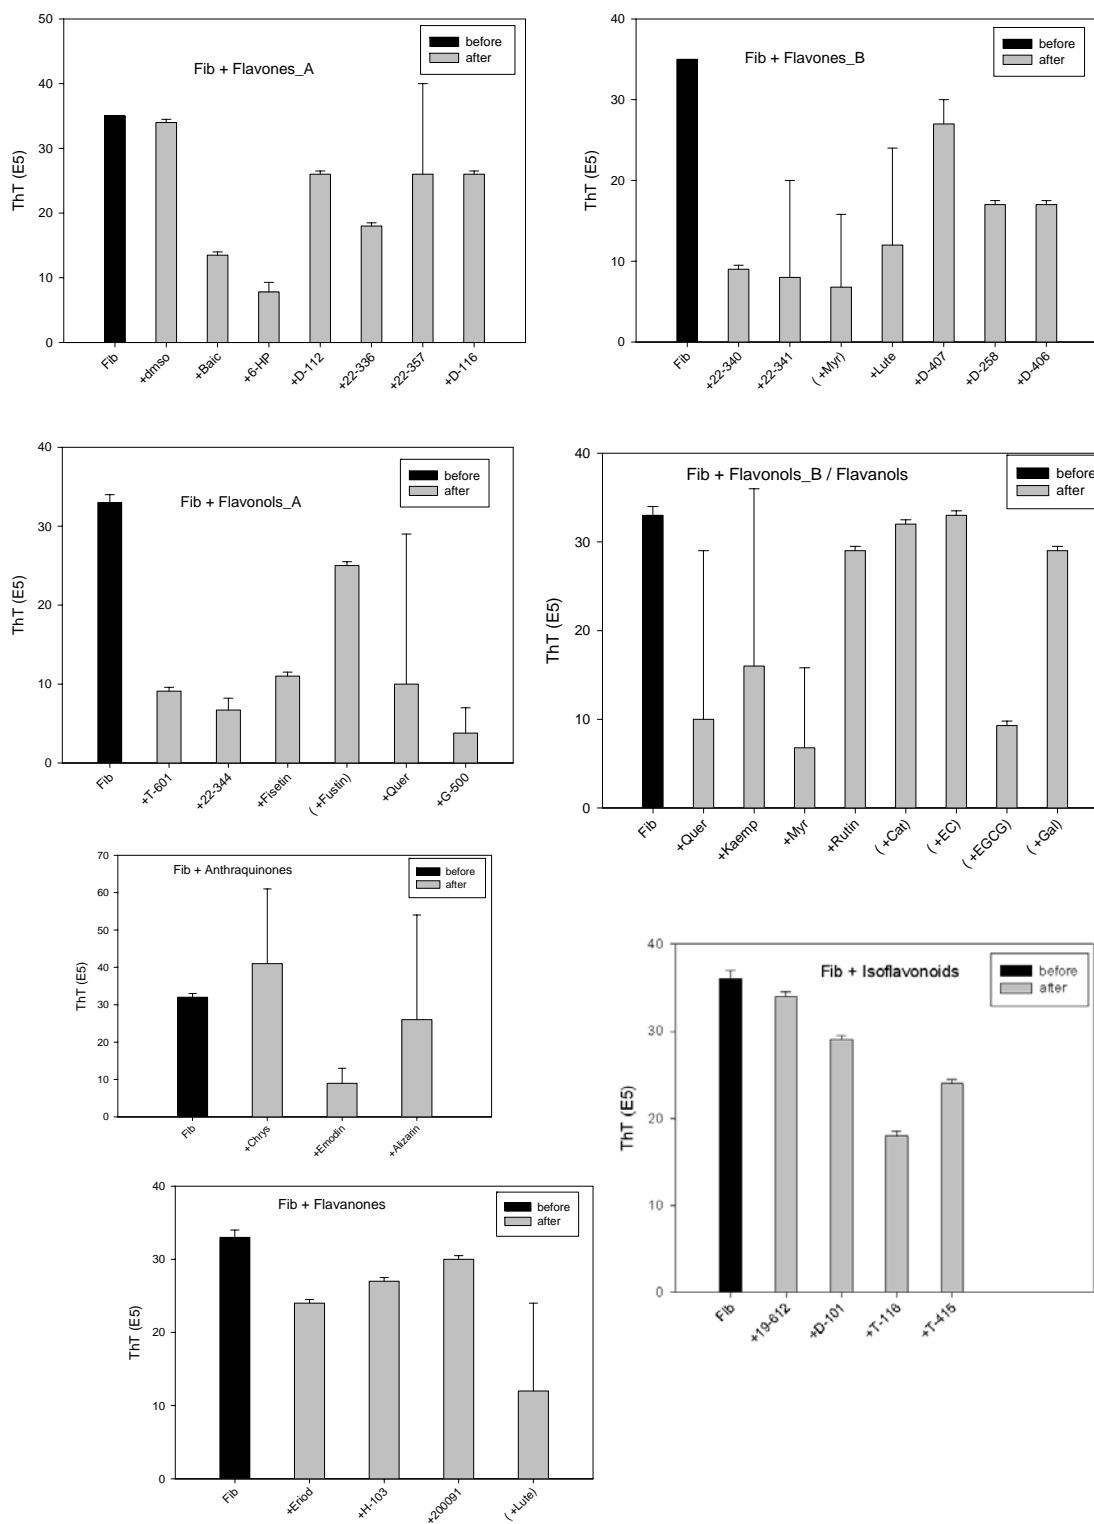 Fib + Flavones_A
before
after
ThT (E5)
50
40
30
20
10
0
Fib
+dmso
+Baic
+6-HP
+D-112
+22-336
+22-357
+D-116
Fib + Flavones_B
before
after
ThT (E5)
40
30
20
10
0
Fib
+22-340
+22-341
( +Myr)
+Lute
+D-407
+D-258
+D-406
Fib + Flavonols_A
before
after
ThT (E5)
40
30
20
10
0
Fib
+T-601
+22-344
+Fisetin
( +Fustin)
+Quer
+G-500
Fib + Flavonols_B / Flavanols
before
after
ThT (E5)
40
30
20
10
0
Fib
+Quer
+Kaemp
+Myr
+Rutin
( +Cat)
( +EC)
( +EGCG)
( +Gal)
Fib + Anthraquinones
before
after
ThT (E5)
70
60
50
40
30
20
10
0
Fib
+Chrys
+Emodin
+Alizarin
Fib + Isoflavonoids
before
after
ThT (E5)
40
30
20
10
0
Fib
+19-612
+D-101
+T-116
+T-415
Fib + Flavanones
before
after
ThT (E5)
40
30
20
10
0
Fib
+Eriod
+H-103
+200091
( +Lute)